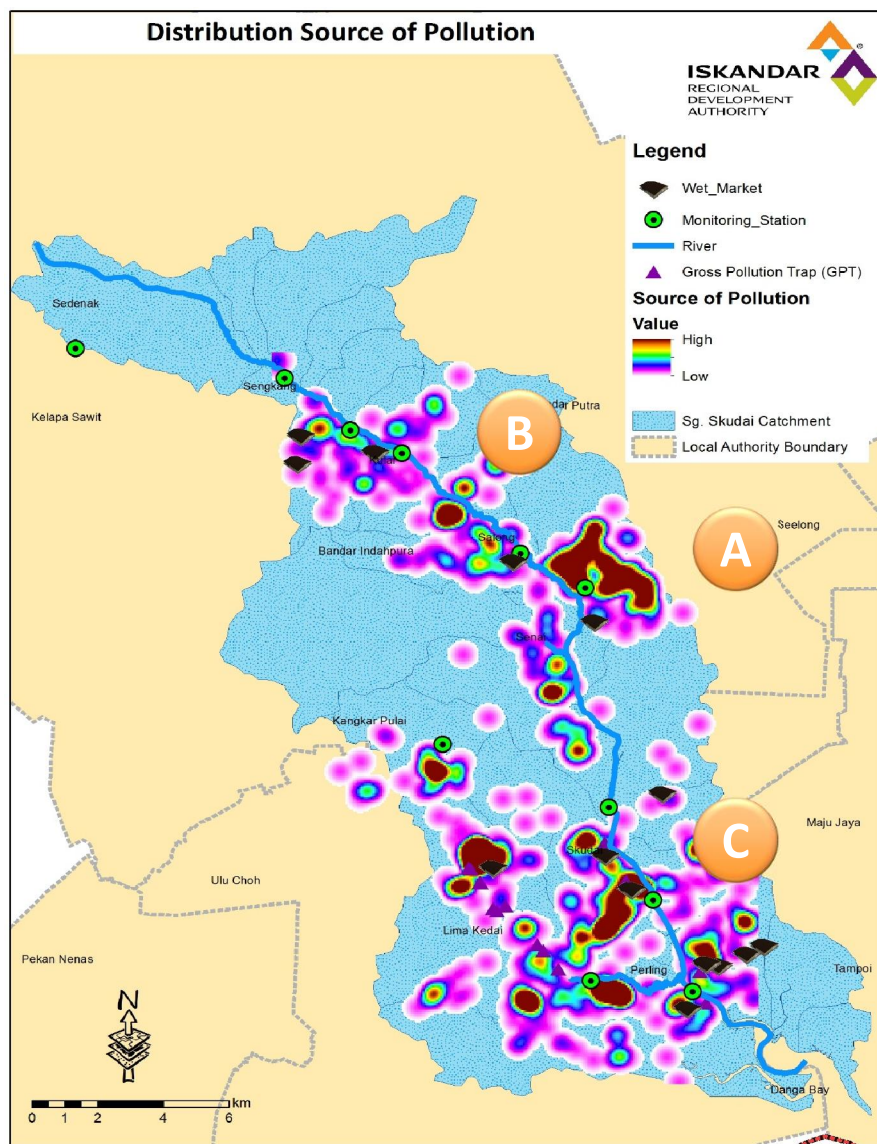 Distribution Source of Pollution
ISKANDAR
REGIONAL
DEVELOPMENT
AUTHORITY
Legend
Wet_Market
Monitoring_Station
River
Gross Pollution Trap (GPT)
Source of Pollution
Value
High
Low
Sg. Skudai Catchment
Local Authority Boundary
Sedenak
Sengkang
Kelapa Sawit
Putra
B
Seelong
A
Bandar Indahpura
Saleng
Senai
Kangkar Pulai
Maju Jaya
C
Ulu Choh
Lima Kedai
Pekan Nenas
Perling
Tampoi
N
Danga Bay
km
0 1 2 4 6